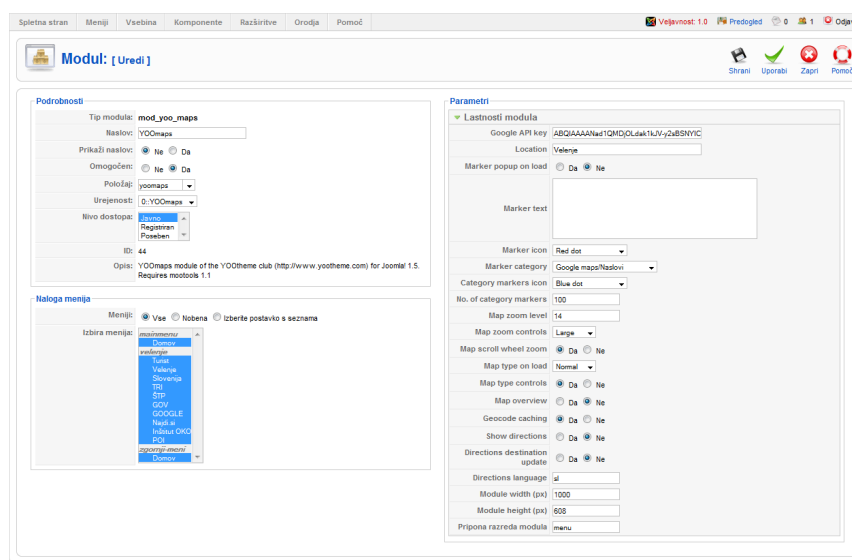 Spletna stran Meniji Vsebina Komponente Razširitve Orodja Pomoč Veljavnost: 1.0 Predogled 0 1 Odjav
Modul: [ Uredi ]
Shrani Uporabi Zapri Pomoč
Podrobnosti
Tip modula: mod_yoo_maps
Naslov: YOOmaps
Prikaži naslov: Ne Da
Omogočen: Ne Da
Položaj: yoomaps
Urejenost: 0::YOOmaps
Nivo dostopa: Javno
Registriran
Poseben
ID: 44
Opis: YOOmaps module of the YOOtheme club (http://www.yootheme.com) for Joomla! 1.5.
Requires mootools 1.1
Naloga menija
Meniji: Vse Nobena Izberite postavko s seznama
Izbira menija: mainmenu
Domov
velenje
Turist
Velenje
Slovenija
TRI
ŠTP
GOV
GOOGLE
Najdi.si
Inštitut OKO
POI
zgornji-meni
Domov
Parametri
Lastnosti modula
Google API key
Location Velenje
Marker popup on load Da Ne
Marker text
Marker icon Red dot
Marker category Google maps/Naslovi
Category markers icon Blue dot
No. of category markers 100
Map zoom level 14
Map zoom controls Large
Map scroll wheel zoom Da Ne
Map type on load Normal
Map type controls Da Ne
Map overview Da Ne
Geocode caching Da Ne
Show directions Da Ne
Directions destination
update Da Ne
Directions language sl
Module width (px) 1000
Module height (px) 608
Pripona razreda modula menu